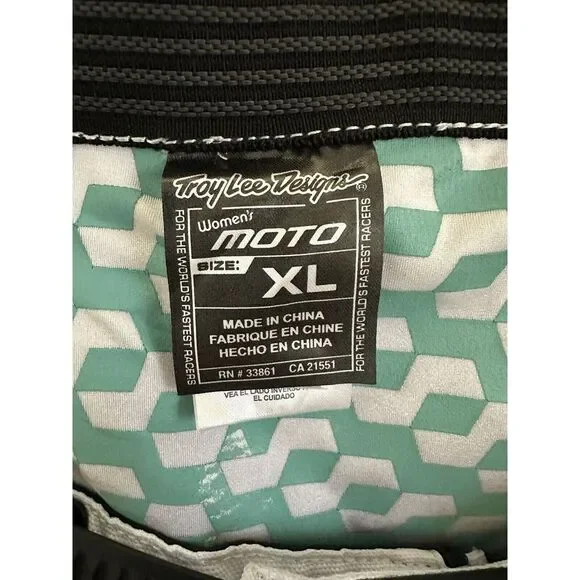 Troy Lee Designs®
Women's
MOTO
SIZE:
XL
MADE IN CHINA
FABRIQUE EN CHINE
HECHO EN CHINA
RN # 33861 CA 21551
FOR THE WORLD'S FASTEST RACERS
FOR THE WORLD'S FASTEST RACERS
VEA EL LADO INVERSO
EL CUIDADO